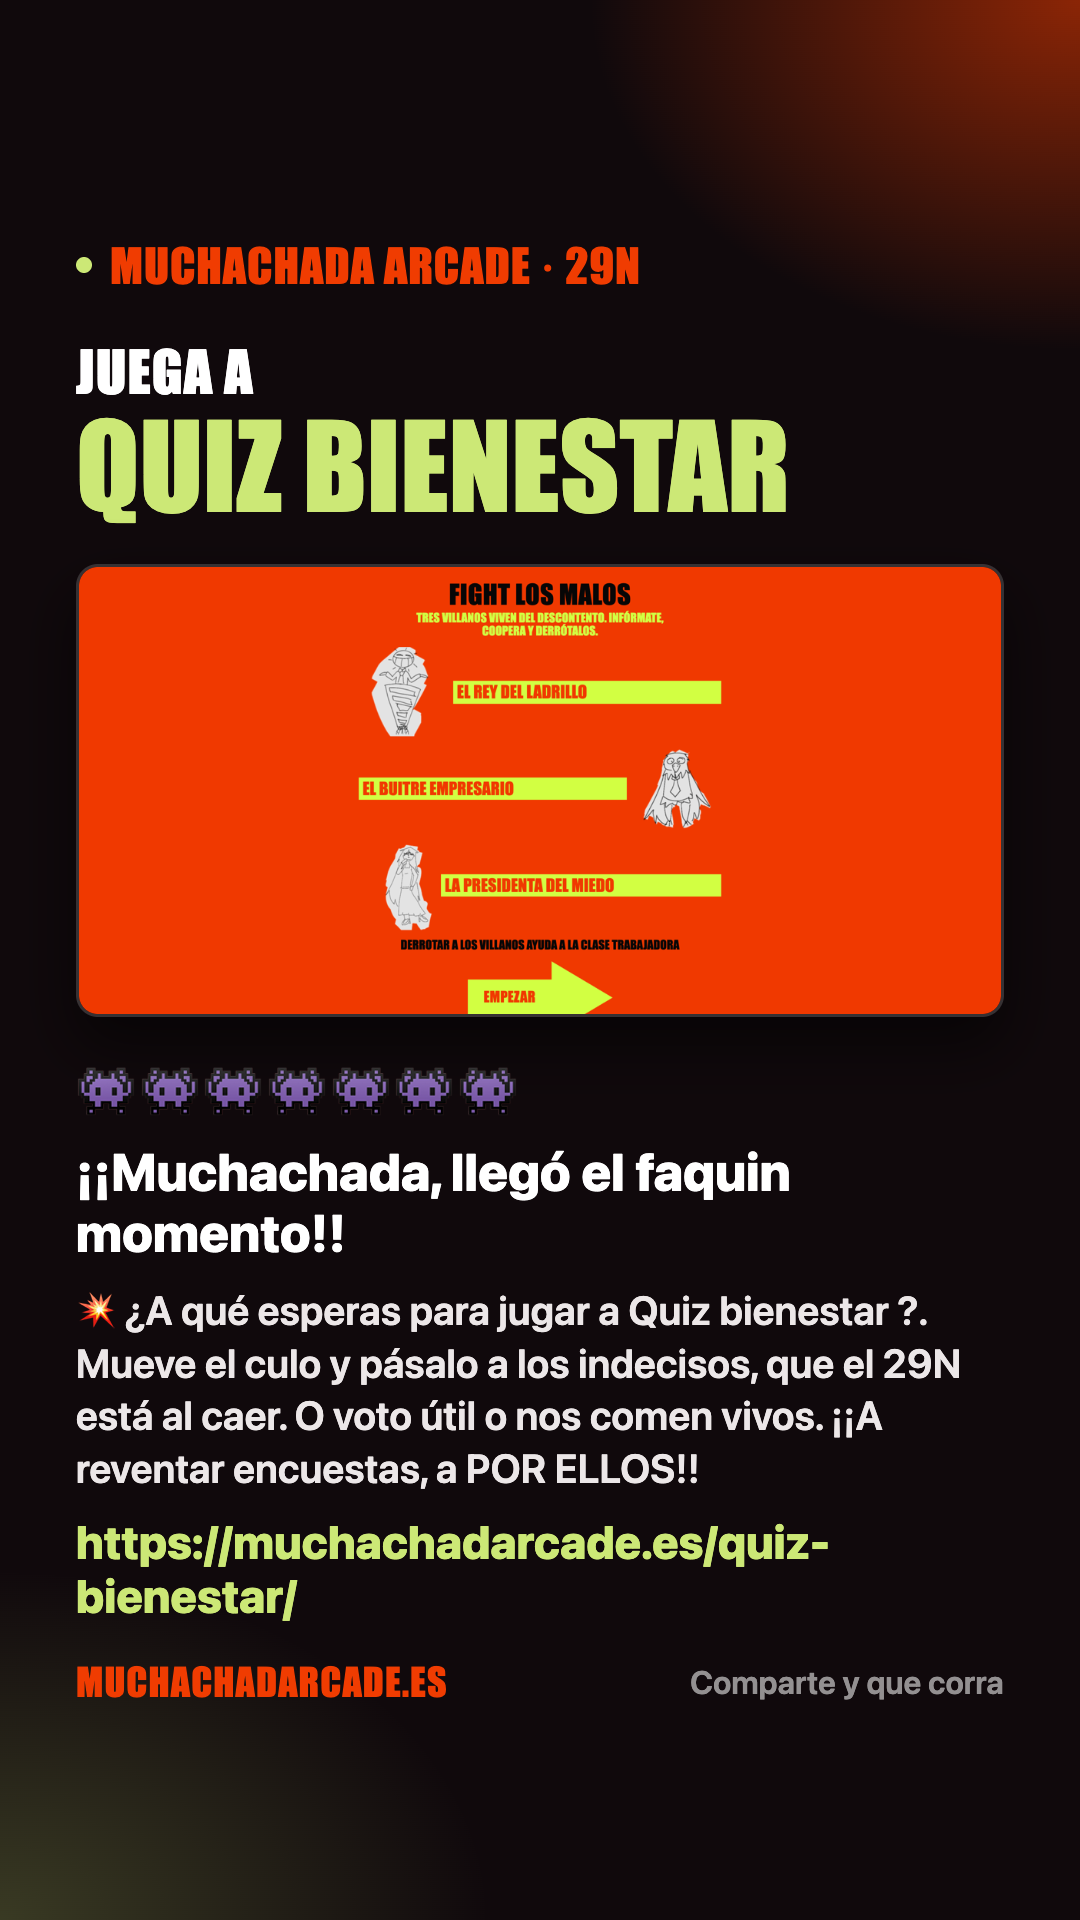 MUCHACHADA ARCADE · 29N
JUEGA A
QUIZ BIENESTAR
FIGHT LOS MALOS
TRES VILLANOS VIVEN DEL DESCONTENTO. INFÓRMATE,
COOPERA Y DERRÓTALOS.
EL REY DEL LADRILLO
EL BUITRE EMPRESARIO
LA PRESIDENTA DEL MIEDO
DERROTAR A LOS VILLANOS AYUDA A LA CLASE TRABAJADORA
EMPEZAR
👾👾👾👾👾👾👾
¡¡Muchachada, llegó el faquin
momento!!
💥 ¿A qué esperas para jugar a Quiz bienestar ?.
Mueve el culo y pásalo a los indecisos, que el 29N
está al caer. O voto útil o nos comen vivos. ¡¡A
reventar encuestas, a POR ELLOS!!
https://muchachadarcade.es/quiz-
bienestar/
MUCHACHADARCADE.ES
Comparte y que corra